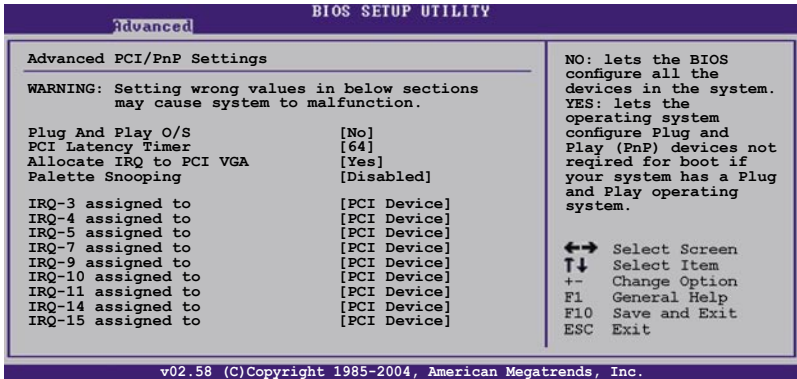 BIOS SETUP UTILITY
Advanced
Advanced PCI/PnP Settings
WARNING: Setting wrong values in below sections
may cause system to malfunction.
Plug And Play O/S [No]
PCI Latency Timer [64]
Allocate IRQ to PCI VGA [Yes]
Palette Snooping [Disabled]
IRQ-3 assigned to [PCI Device]
IRQ-4 assigned to [PCI Device]
IRQ-5 assigned to [PCI Device]
IRQ-7 assigned to [PCI Device]
IRQ-9 assigned to [PCI Device]
IRQ-10 assigned to [PCI Device]
IRQ-11 assigned to [PCI Device]
IRQ-14 assigned to [PCI Device]
IRQ-15 assigned to [PCI Device]
NO: lets the BIOS
configure all the
devices in the system.
YES: lets the
operating system
configure Plug and
Play (PnP) devices not
reqired for boot if
your system has a Plug
and Play operating
system.
←→ Select Screen
↑↓ Select Item
+- Change Option
F1 General Help
F10 Save and Exit
ESC Exit
v02.58 (C)Copyright 1985-2004, American Megatrends, Inc.